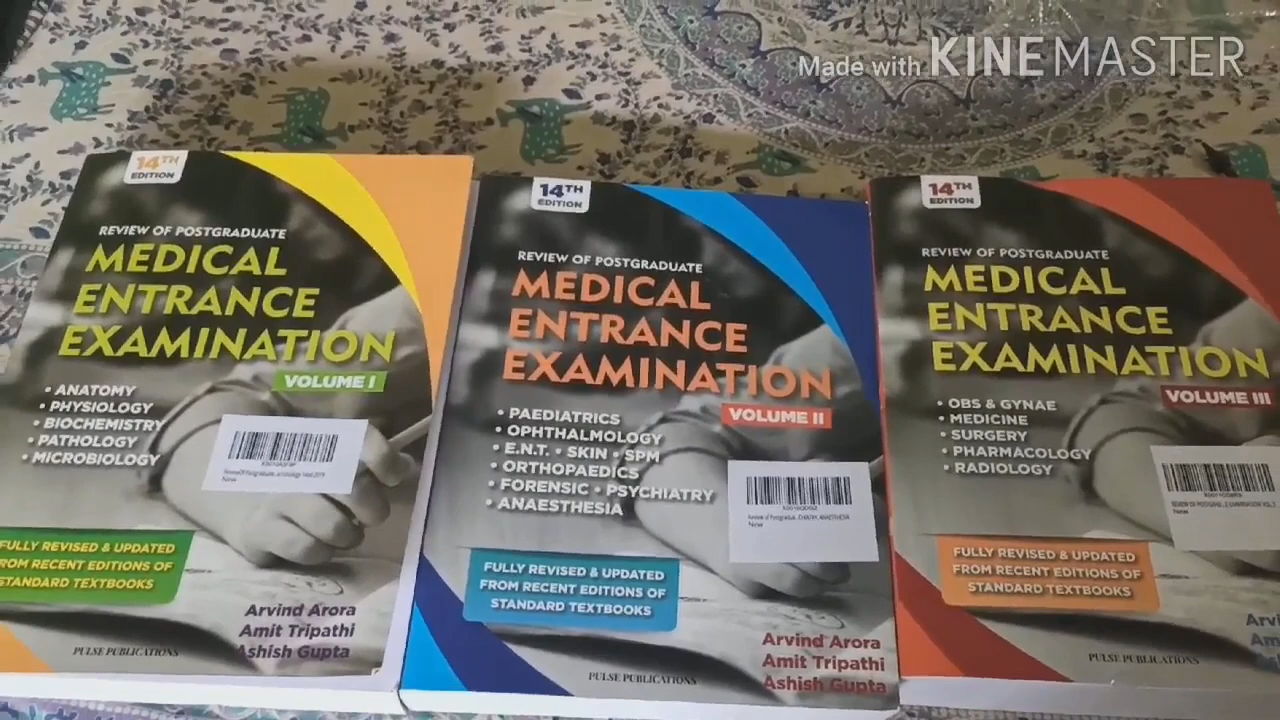 Made with KINEMASTER
14TH
EDITION
REVIEW OF POSTGRADUATE
MEDICAL
ENTRANCE
EXAMINATION
VOLUME I
• ANATOMY
• PHYSIOLOGY
• BIOCHEMISTRY
• PATHOLOGY
• MICROBIOLOGY
FULLY REVISED & UPDATED
FROM RECENT EDITIONS OF
STANDARD TEXTBOOKS
Arvind Arora
Amit Tripathi
Ashish Gupta
PULSE PUBLICATIONS
14TH
EDITION
REVIEW OF POSTGRADUATE
MEDICAL
ENTRANCE
EXAMINATION
VOLUME II
• PAEDIATRICS
• OPHTHALMOLOGY
• E.N.T. • SKIN • SPM
• ORTHOPAEDICS
• FORENSIC • PSYCHIATRY
• ANAESTHESIA
New
FULLY REVISED & UPDATED
FROM RECENT EDITIONS OF
STANDARD TEXTBOOKS
Arvind Arora
Amit Tripathi
Ashish Gupta
PULSE PUBLICATIONS
14TH
EDITION
REVIEW OF POSTGRADUATE
MEDICAL
ENTRANCE
EXAMINATION
VOLUME III
• OBS & GYNAE
• MEDICINE
• SURGERY
• PHARMACOLOGY
• RADIOLOGY
New
FULLY REVISED & UPDATED
FROM RECENT EDITIONS OF
STANDARD TEXTBOOKS
Arvi
Am
PULSE PUBLICATIONS